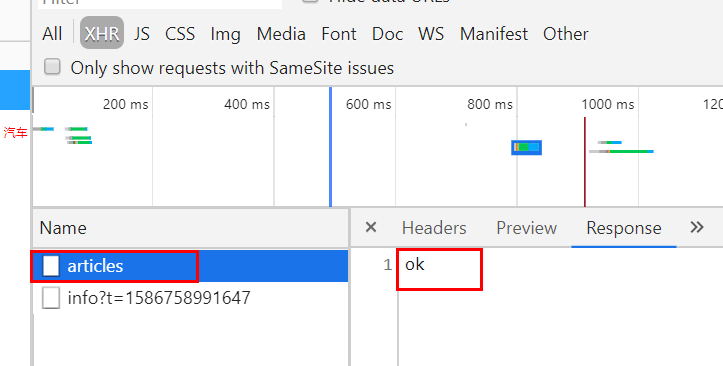 Filter
Hide data URLs
All XHR JS CSS Img Media Font Doc WS Manifest Other
Only show requests with SameSite issues
200 ms 400 ms 600 ms 800 ms 1000 ms 120
汽车
Name × Headers Preview Response »
articles 1 ok
info?t=1586758991647